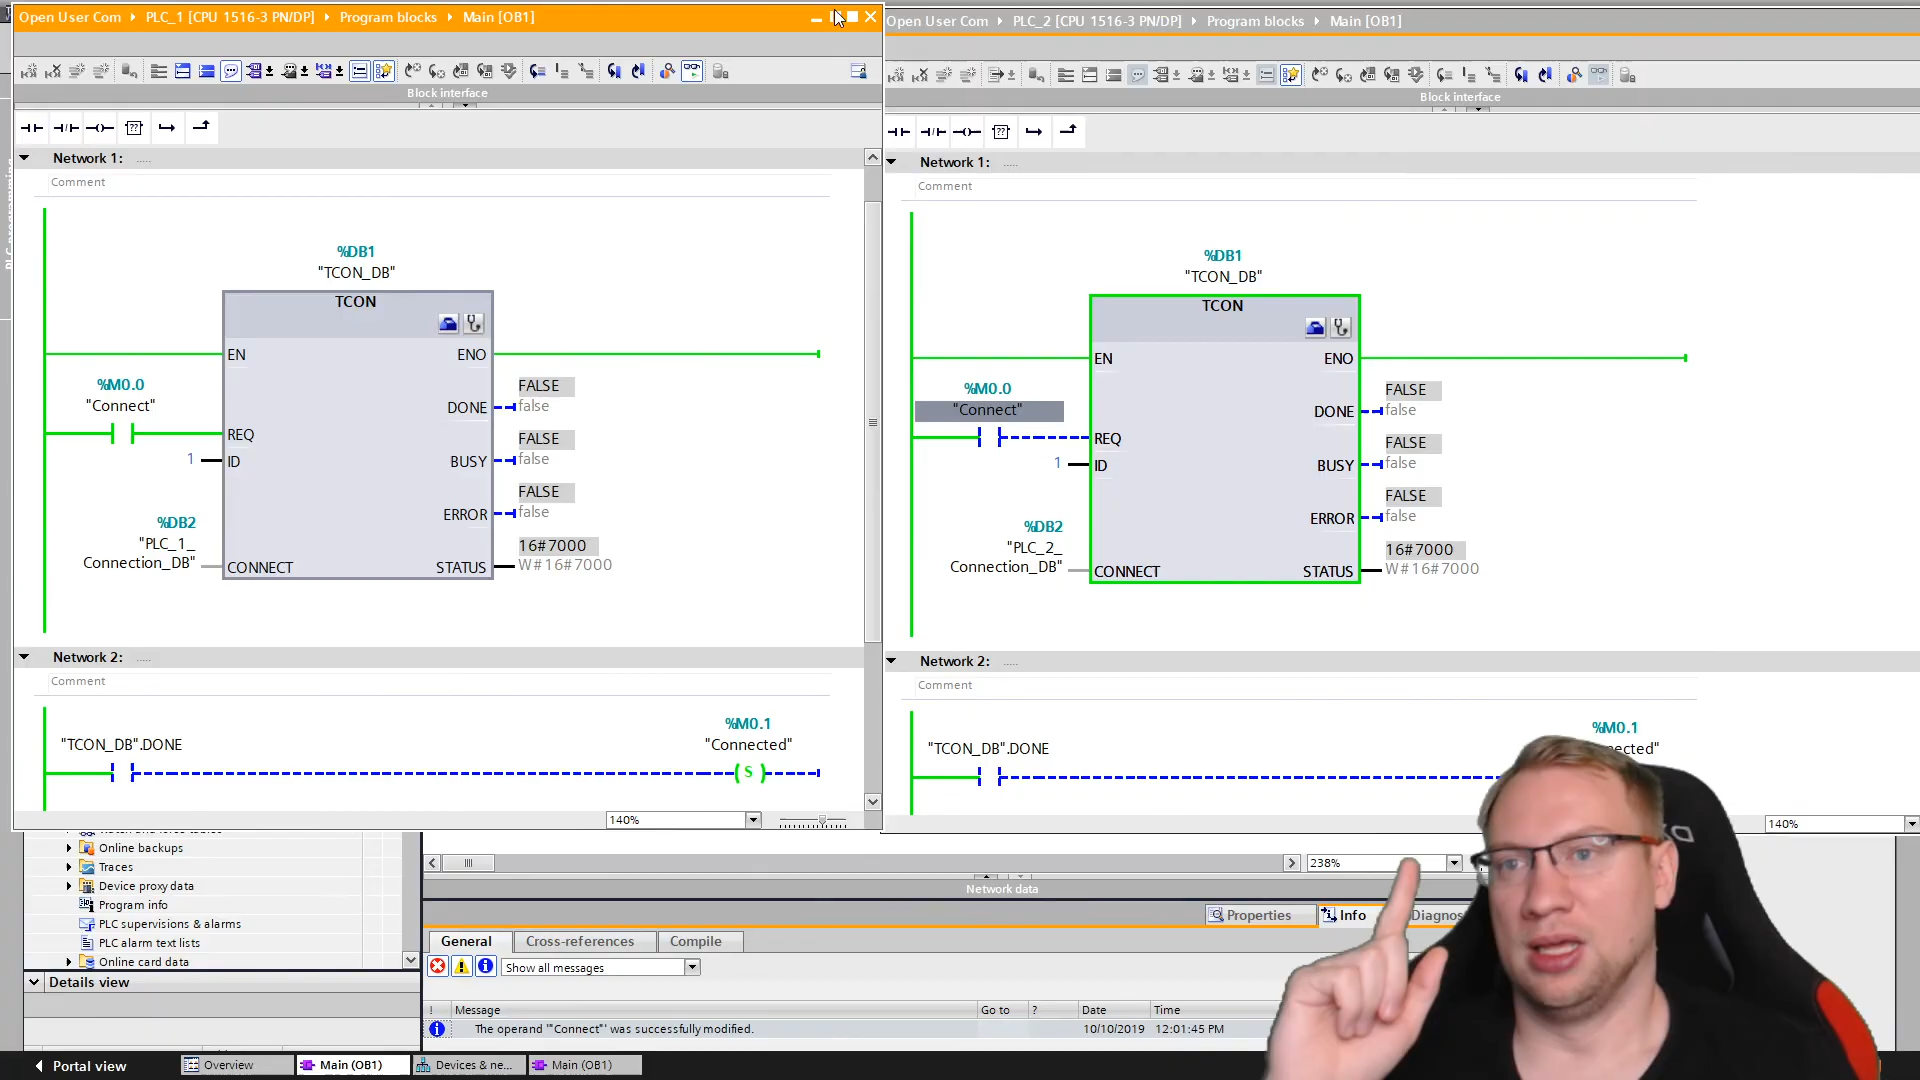 Open User Com ▸ PLC_1 [CPU 1516-3 PN/DP] ▸ Program blocks ▸ Main [OB1]
Block interface
??
Network 1: .....
Comment
%DB1
"TCON_DB"
TCON
EN
ENO
%M0.0
"Connect"
REQ
1
ID
%DB2
"PLC_1_
Connection_DB"
CONNECT
DONE
FALSE
false
BUSY
FALSE
false
ERROR
FALSE
false
STATUS
16#7000
W#16#7000
Network 2: .....
Comment
"TCON_DB".DONE
%M0.1
"Connected"
S
140%
Open User Com ▸ PLC_2 [CPU 1516-3 PN/DP] ▸ Program blocks ▸ Main [OB1]
Block interface
??
Network 1: .....
Comment
%DB1
"TCON_DB"
TCON
EN
ENO
%M0.0
"Connect"
REQ
1
ID
%DB2
"PLC_2_
Connection_DB"
CONNECT
DONE
FALSE
false
BUSY
FALSE
false
ERROR
FALSE
false
STATUS
16#7000
W#16#7000
Network 2: .....
Comment
"TCON_DB".DONE
%M0.1
140%
Online backups
Traces
Device proxy data
Program info
PLC supervisions & alarms
PLC alarm text lists
Online card data
Details view
238%
Network data
Properties
Info
General
Cross-references
Compile
Show all messages
! Message Go to ? Date Time
The operand '"Connect"' was successfully modified. 10/10/2019 12:01:45 PM
Portal view
Overview
Main (OB1)
Devices & ne...
Main (OB1)